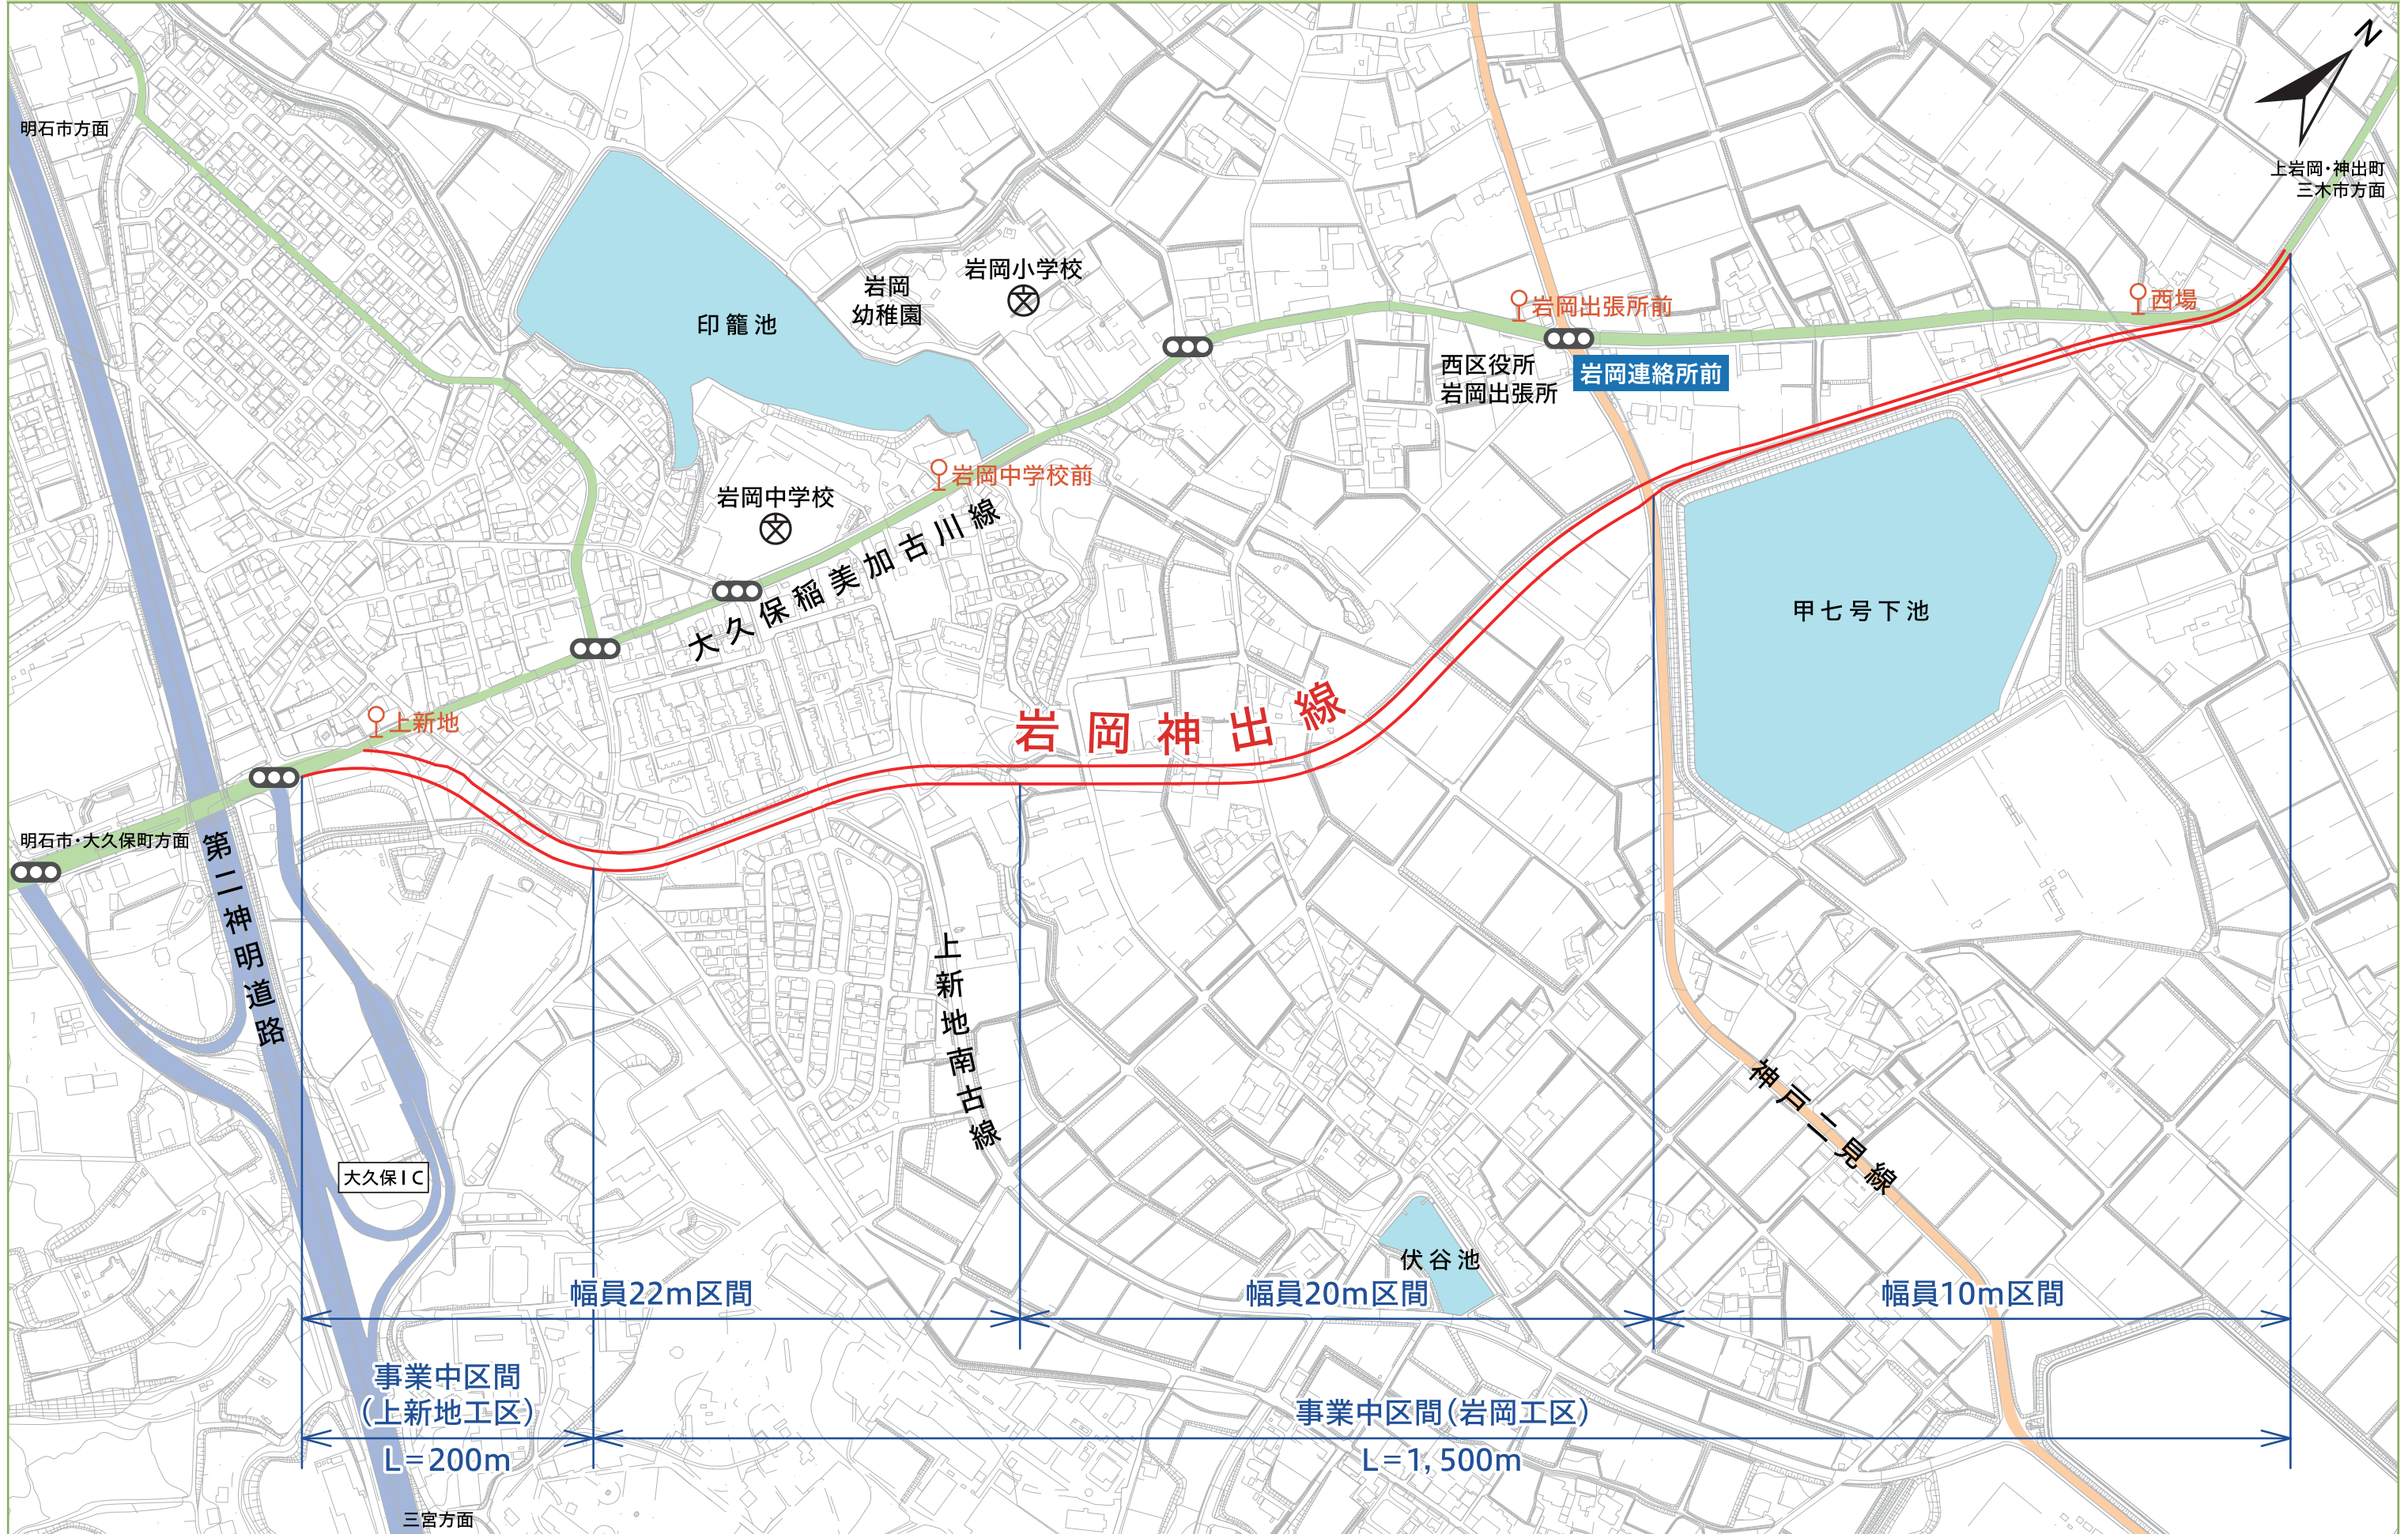 N
明石市方面
上岩岡・神出町
三木市方面
岩岡小学校
岩岡
幼稚園
印籠池
岩岡出張所前
西場
西区役所
岩岡出張所
岩岡連絡所前
岩岡中学校前
岩岡中学校
大久保稲美加古川線
甲七号下池
上新地
岩岡神出線
明石市・大久保町方面
第二神明道路
上新地南古線
神戸二見線
大久保IC
伏谷池
幅員22m区間
幅員20m区間
幅員10m区間
事業中区間
（上新地工区）
L=200m
事業中区間（岩岡工区）
L=1,500m
三宮方面